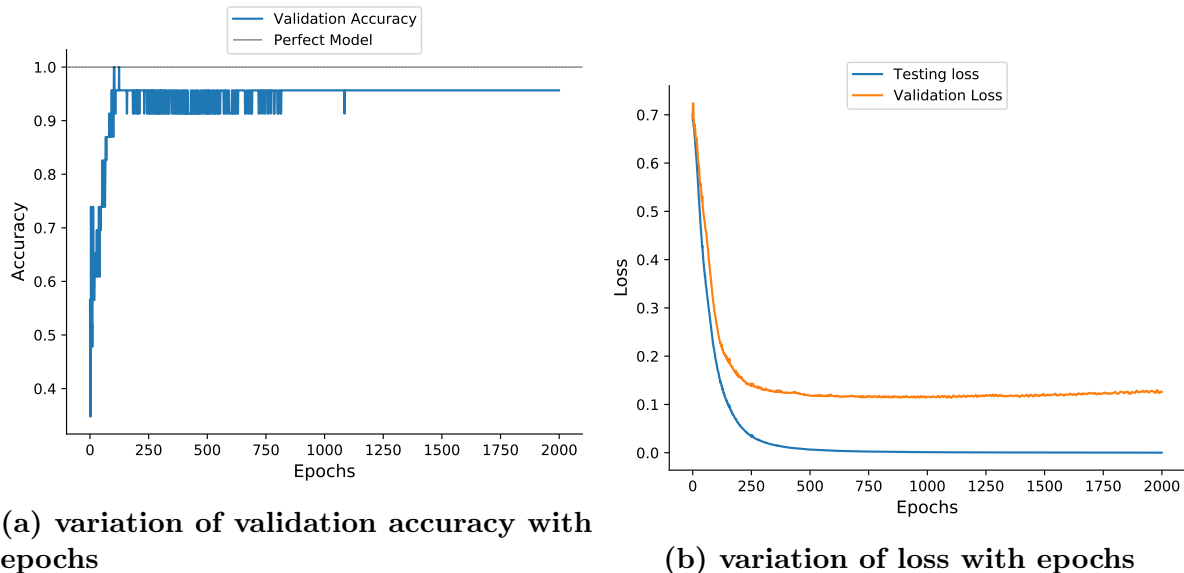 Validation Accuracy
Perfect Model
1.0
0.9
0.8
0.7
0.6
0.5
0.4
Accuracy
0 250 500 750 1000 1250 1500 1750 2000
Epochs
(a) variation of validation accuracy with
epochs
Testing loss
Validation Loss
0.7
0.6
0.5
0.4
0.3
0.2
0.1
0.0
Loss
0 250 500 750 1000 1250 1500 1750 2000
Epochs
(b) variation of loss with epochs